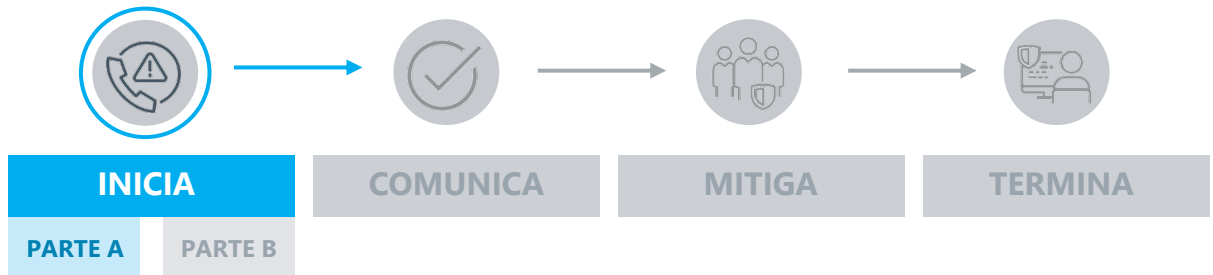 INICIA
COMUNICA
MITIGA
TERMINA
PARTE A
PARTE B